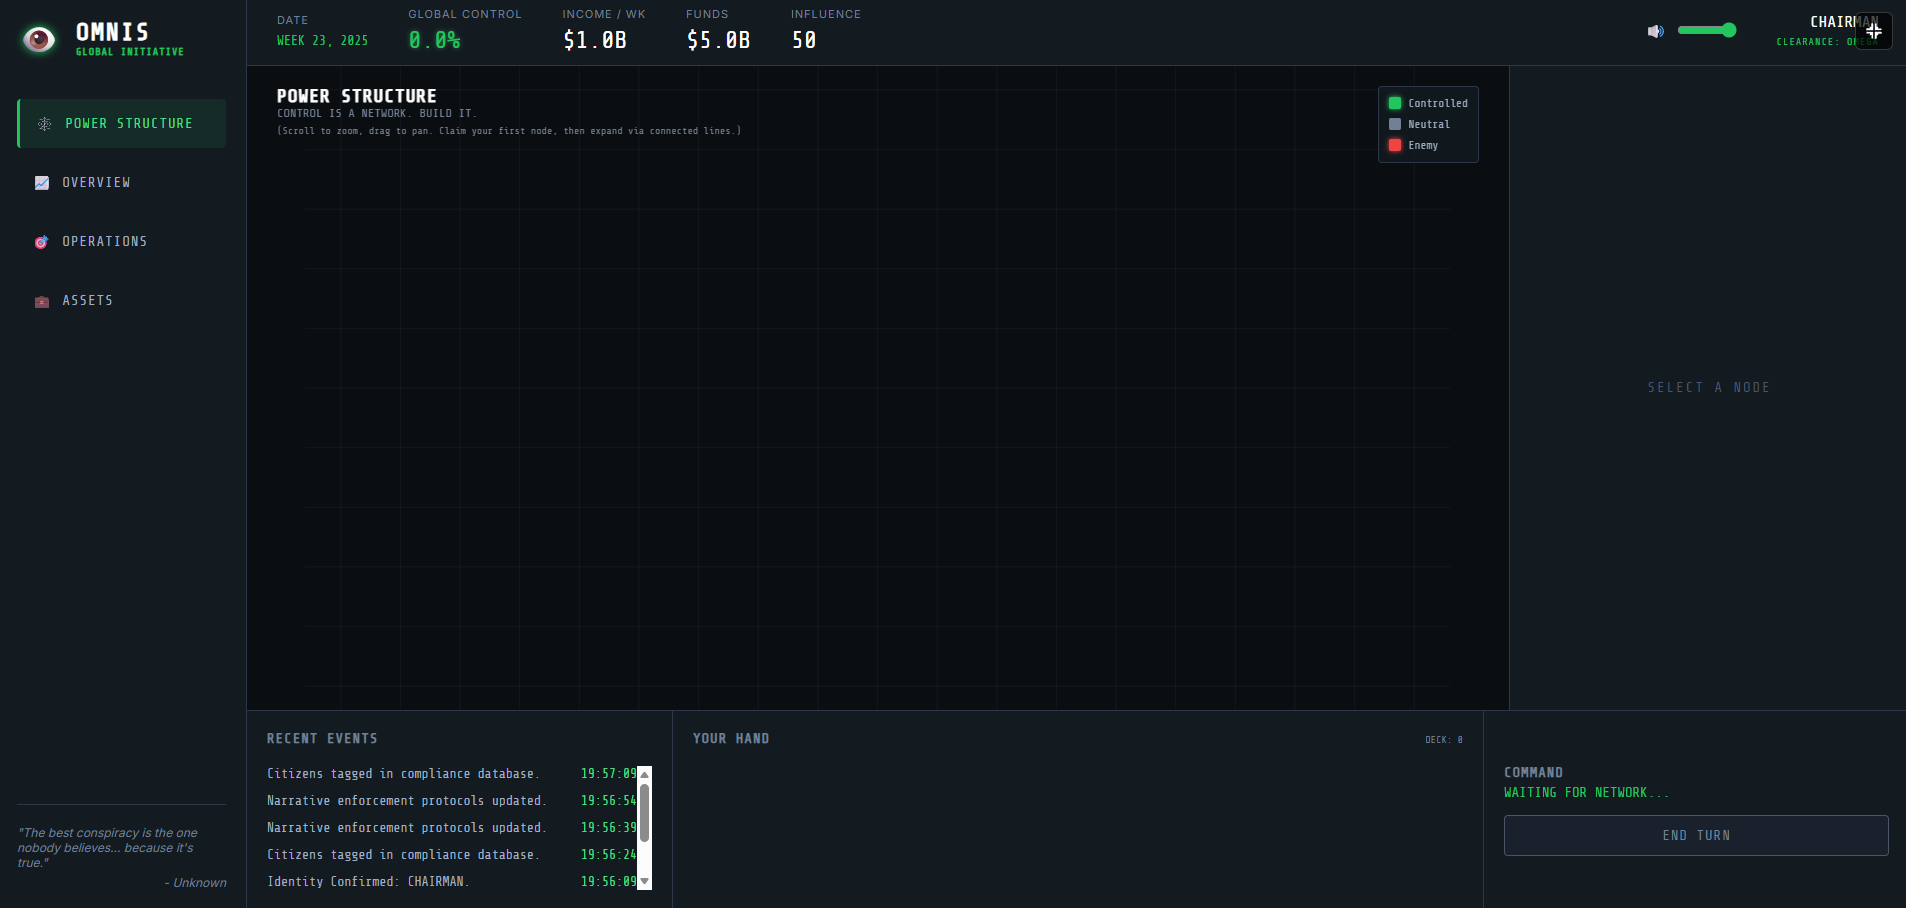 OMNIS
GLOBAL INITIATIVE
POWER STRUCTURE
OVERVIEW
OPERATIONS
ASSETS
"The best conspiracy is the one
nobody believes... because it's
true."
- Unknown
DATE
WEEK 23, 2025
GLOBAL CONTROL
0.0%
INCOME / WK
$1.0B
FUNDS
$5.0B
INFLUENCE
50
CHAIRMAN
CLEARANCE: OMEGA
POWER STRUCTURE
CONTROL IS A NETWORK. BUILD IT.
(Scroll to zoom, drag to pan. Claim your first node, then expand via connected lines.)
Controlled
Neutral
Enemy
SELECT A NODE
RECENT EVENTS
Citizens tagged in compliance database. 19:57:09
Narrative enforcement protocols updated. 19:56:54
Narrative enforcement protocols updated. 19:56:39
Citizens tagged in compliance database. 19:56:24
Identity Confirmed: CHAIRMAN. 19:56:09
YOUR HAND
DECK: 0
COMMAND
WAITING FOR NETWORK...
END TURN